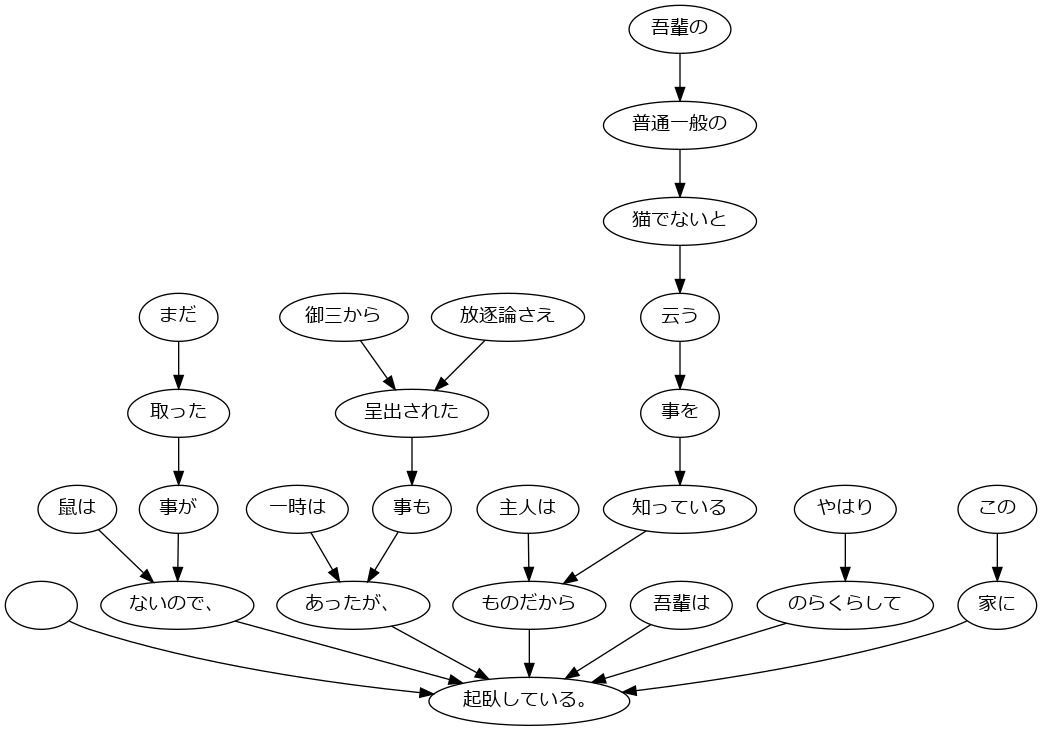 吾輩の
普通一般の
猫でないと
まだ
御三から
放逐論さえ
云う
取った
呈出された
事を
鼠は
事が
一時は
事も
主人は
知っている
やはり
この
ないので、
あったが、
ものだから
吾輩は
のらくらして
家に
起臥している。